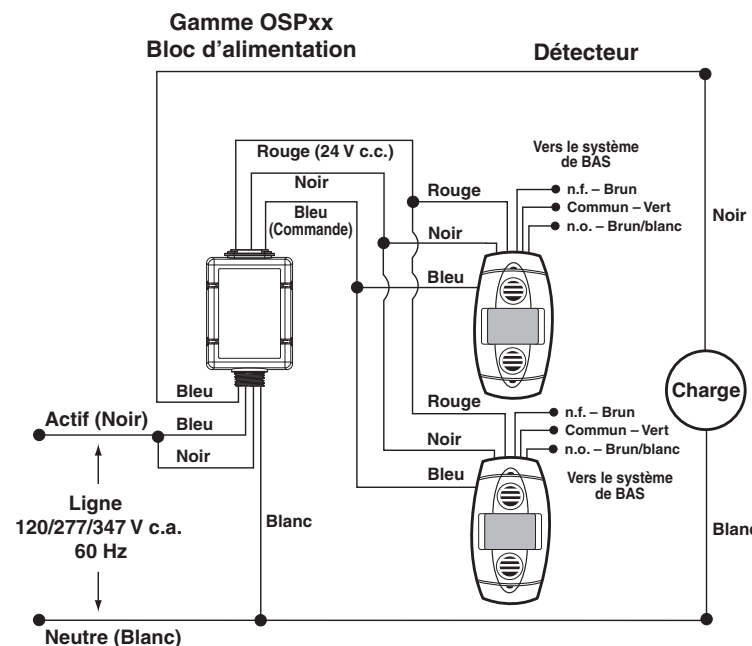 Gamme OSPxx
Bloc d'alimentation
Détecteur
Rouge (24 V c.c.)
Noir
Bleu
(Commande)
Vers le système
de BAS
Rouge
n.f. – Brun
Commun – Vert
n.o. – Brun/blanc
Noir
Noir
Bleu
Charge
Bleu
Actif (Noir)
Bleu
Noir
Rouge
n.f. – Brun
Commun – Vert
n.o. – Brun/blanc
Noir
Bleu
Vers le système
de BAS
Ligne
120/277/347 V c.a.
60 Hz
Blanc
Blanc
Neutre (Blanc)